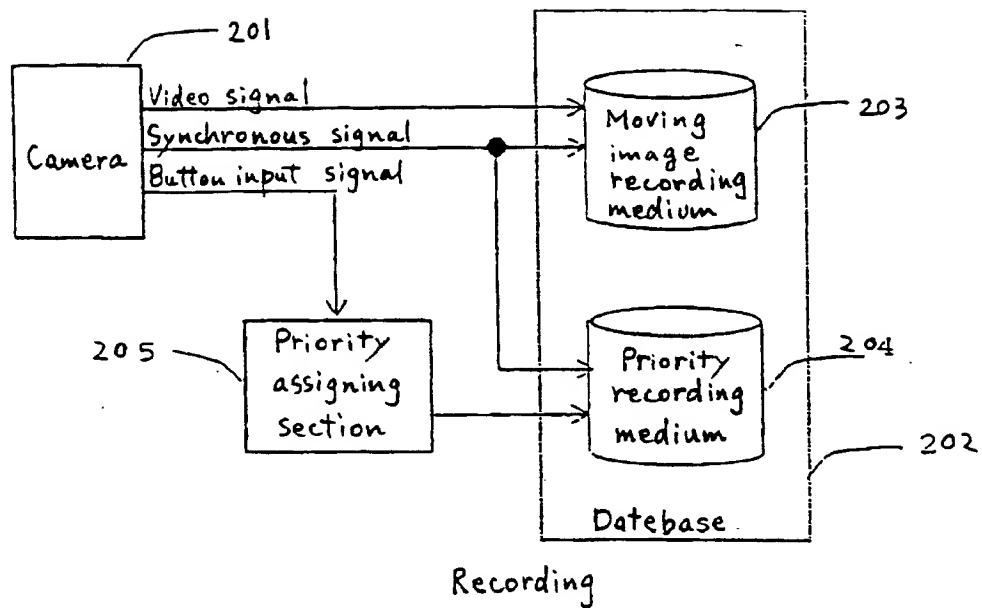 201
Camera
Video signal
Synchronous signal
Button input signal
Moving
image
recording
medium
203
205
Priority
assigning
section
Priority
recording
medium
204
202
Datebase
Recording